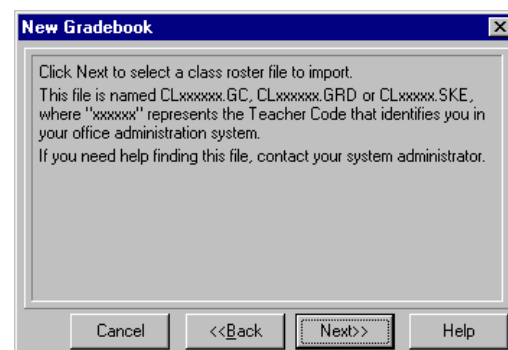 New Gradebook
Click Next to select a class roster file to import.
This file is named CLxxxxxx.GC, CLxxxxxx.GRD or CLxxxxx.SKE,
where "xxxxxx" represents the Teacher Code that identifies you in
your office administration system.
If you need help finding this file, contact your system administrator.
Cancel <<Back Next>> Help